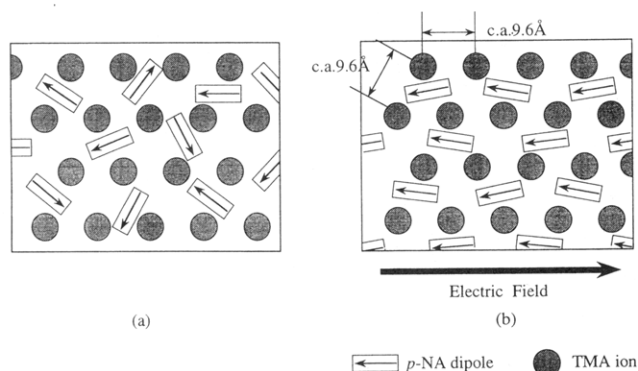 c.a.9.6Å
c.a.9.6Å
Electric Field
(a)
(b)
p-NA dipole
TMA ion